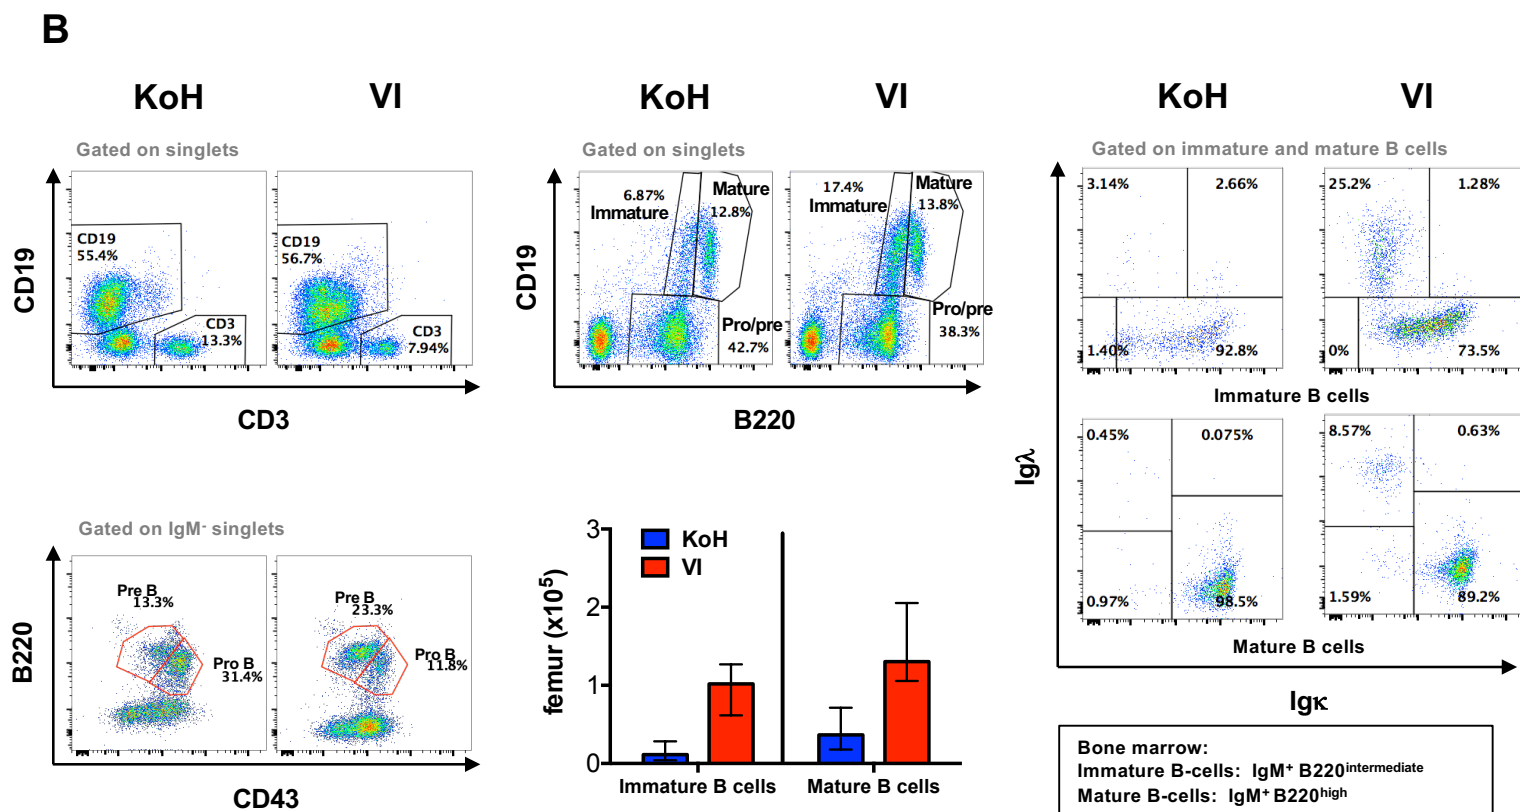 B
KoH VI
Gated on singlets
CD19
55.4%
CD3
13.3%
CD19
56.7%
CD3
7.94%
CD19
CD3
KoH VI
Gated on singlets
6.87%
Immature
Mature
12.8%
Pro/pre
42.7%
17.4%
Immature
Mature
13.8%
Pro/pre
38.3%
CD19
B220
KoH VI
Gated on immature and mature B cells
3.14% 2.66%
1.40% 92.8%
25.2% 1.28%
0% 73.5%
Immature B cells
0.45% 0.075%
0.97% 98.5%
8.57% 0.63%
1.59% 89.2%
Mature B cells
Igλ
Igκ
Gated on IgM- singlets
Pre B
13.3%
Pro B
31.4%
Pre B
23.3%
Pro B
11.8%
B220
CD43
femur (x10⁵)
3
2
1
0
KoH
VI
Immature B cells Mature B cells
Bone marrow:
Immature B-cells: IgM⁺ B220intermediate
Mature B-cells: IgM⁺ B220high